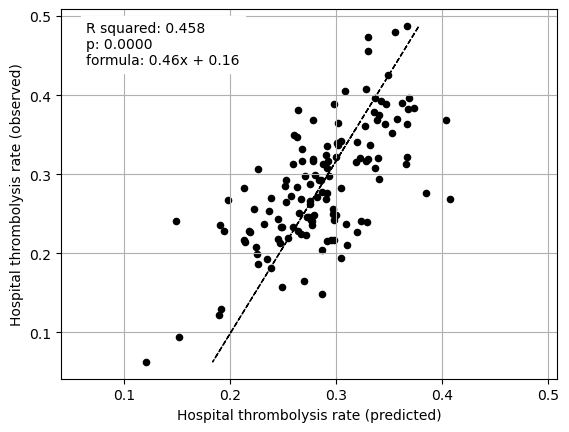 R squared: 0.458
p: 0.0000
formula: 0.46x + 0.16
Hospital thrombolysis rate (observed)
0.5
0.4
0.3
0.2
0.1
0.1 0.2 0.3 0.4 0.5
Hospital thrombolysis rate (predicted)